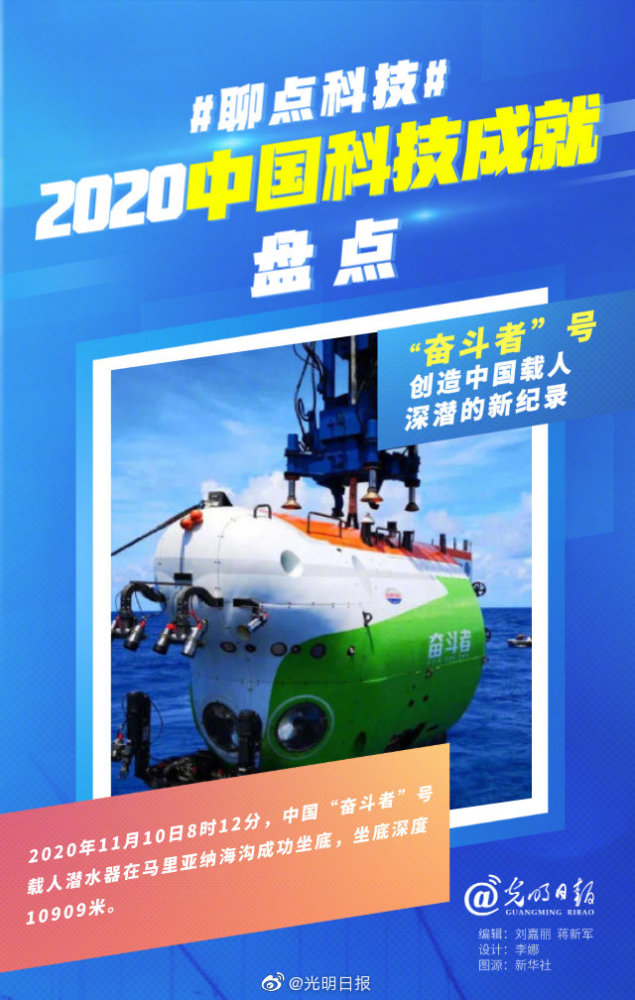 #聊点科技#
2020中国科技成就
盘点
“奋斗者”号
创造中国载人
深潜的新纪录
奋斗者
2020年11月10日8时12分，中国“奋斗者”号
载人潜水器在马里亚纳海沟成功坐底，坐底深度
10909米。
光明日报
GUANGMING RIBAO
编辑：刘嘉丽 蒋新军
设计：李娜
图源：新华社
@光明日报